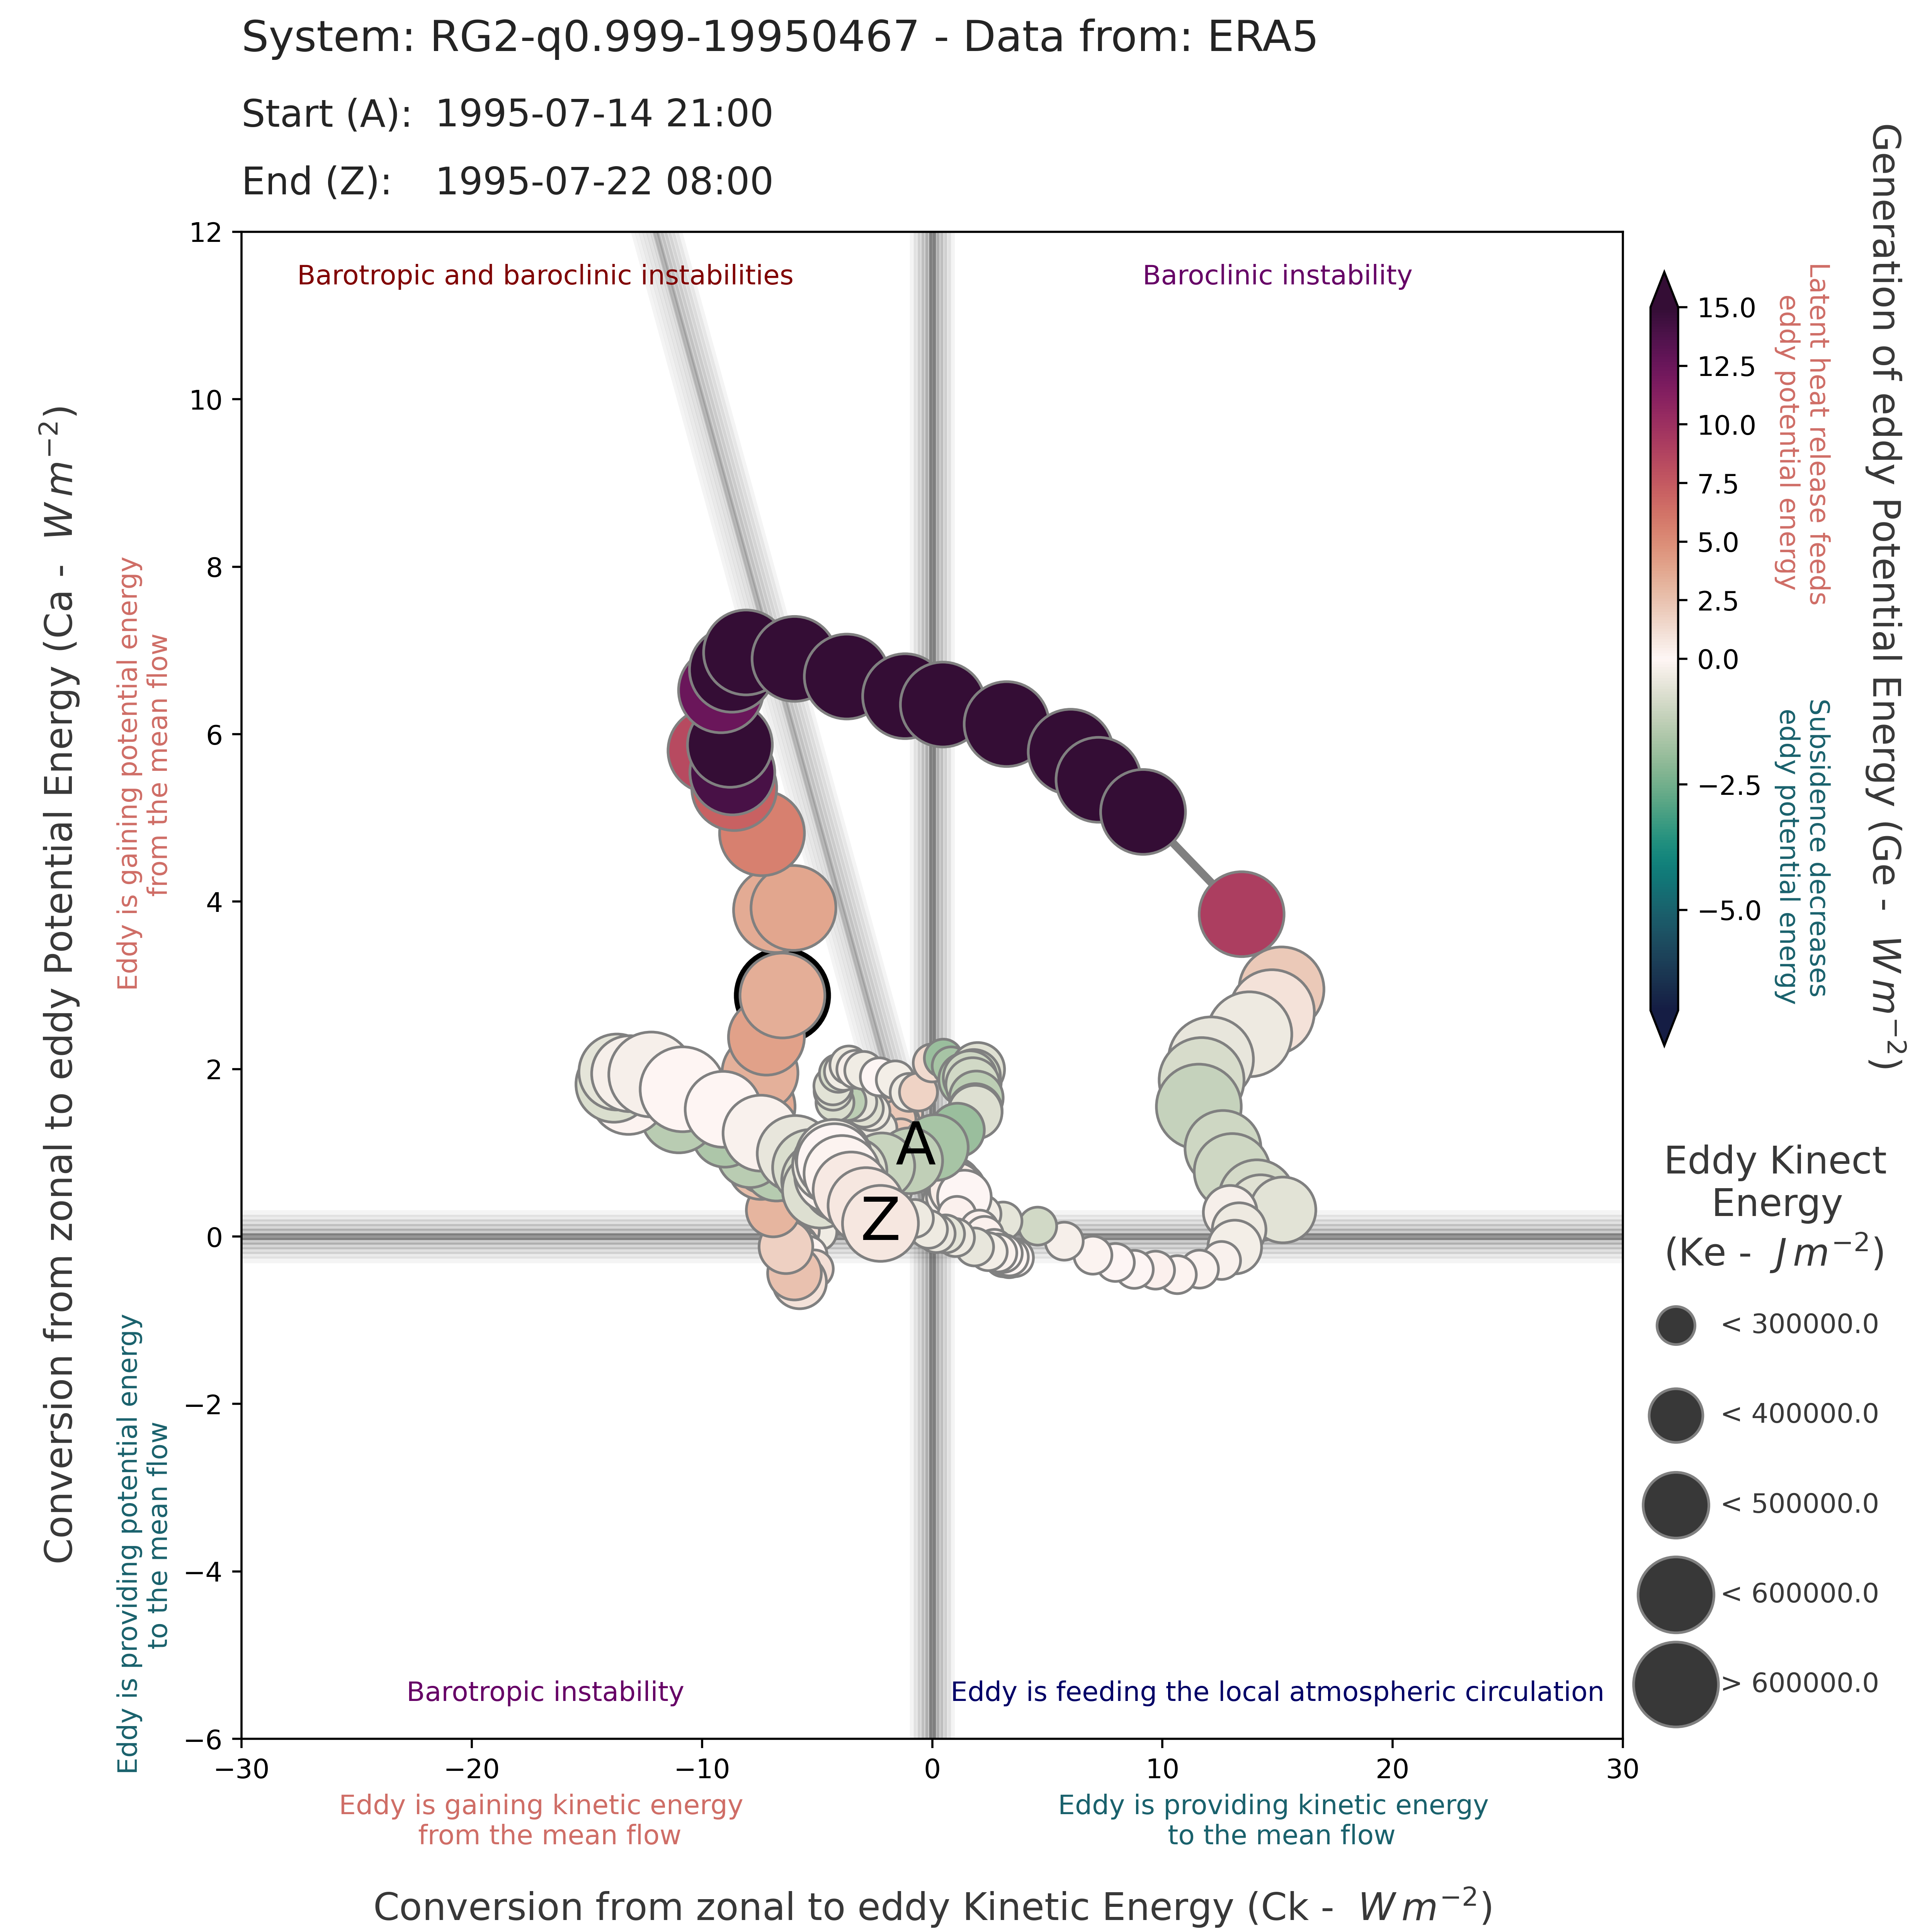 System: RG2-q0.999-19950467 - Data from: ERA5
Start (A): 1995-07-14 21:00
End (Z): 1995-07-22 08:00
Conversion from zonal to eddy Potential Energy (Ca - W m⁻²)
Eddy is gaining potential energy
from the mean flow
Eddy is providing potential energy
to the mean flow
12
10
8
6
4
2
0
−2
−4
−6
Barotropic and baroclinic instabilities
Baroclinic instability
A
Z
Barotropic instability
Eddy is feeding the local atmospheric circulation
−30
−20
−10
0
10
20
30
Eddy is gaining kinetic energy
from the mean flow
Eddy is providing kinetic energy
to the mean flow
Conversion from zonal to eddy Kinetic Energy (Ck - W m⁻²)
15.0
12.5
10.0
7.5
5.0
2.5
0.0
−2.5
−5.0
Latent heat release feeds
eddy potential energy
Subsidence decreases
eddy potential energy
Generation of eddy Potential Energy (Ge - W m⁻²)
Eddy Kinect
Energy
(Ke - J m⁻²)
< 300000.0
< 400000.0
< 500000.0
< 600000.0
> 600000.0